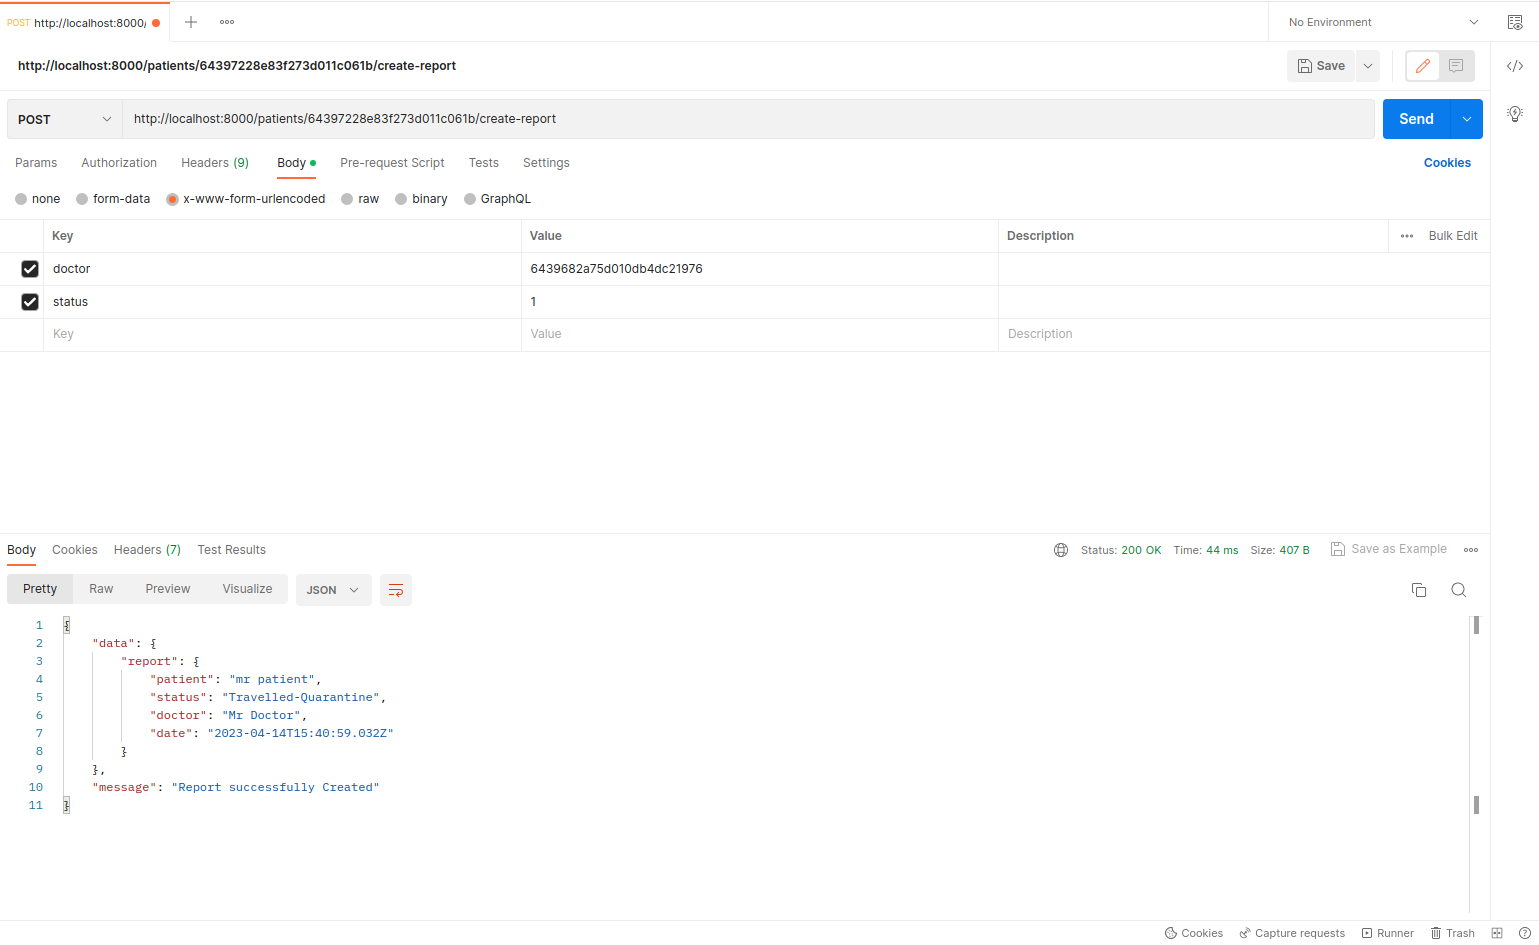 POST http://localhost:8000/
No Environment
http://localhost:8000/patients/64397228e83f273d011c061b/create-report
Save
POST http://localhost:8000/patients/64397228e83f273d011c061b/create-report Send
Params Authorization Headers (9) Body Pre-request Script Tests Settings Cookies
none form-data x-www-form-urlencoded raw binary GraphQL
Key Value Description Bulk Edit
doctor 6439682a75d010db4dc21976
status 1
Key Value Description
Body Cookies Headers (7) Test Results Status: 200 OK Time: 44 ms Size: 407 B Save as Example
Pretty Raw Preview Visualize JSON
1 {
2 "data": {
3 "report": {
4 "patient": "mr patient",
5 "status": "Travelled-Quarantine",
6 "doctor": "Mr Doctor",
7 "date": "2023-04-14T15:40:59.032Z"
8 }
9 },
10 "message": "Report successfully Created"
11 }
Cookies Capture requests Runner Trash